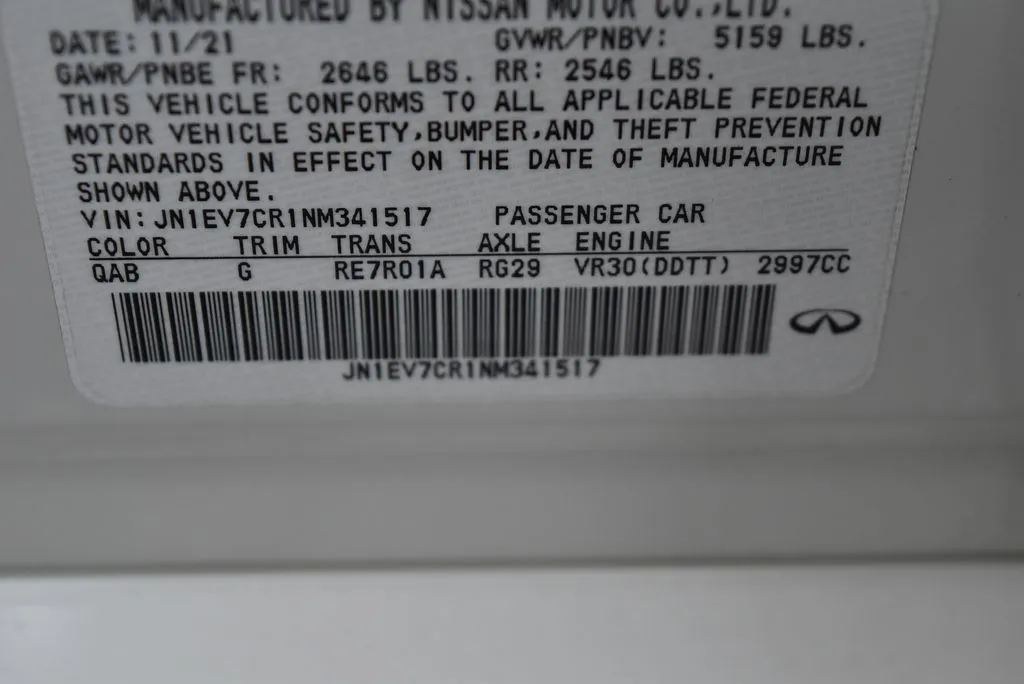 MANUFACTURED BY NISSAN MOTOR CO.,LTD.
DATE: 11/21 GVWR/PNBV: 5159 LBS.
GAWR/PNBE FR: 2646 LBS. RR: 2546 LBS.
THIS VEHICLE CONFORMS TO ALL APPLICABLE FEDERAL
MOTOR VEHICLE SAFETY,BUMPER,AND THEFT PREVENTION
STANDARDS IN EFFECT ON THE DATE OF MANUFACTURE
SHOWN ABOVE.
VIN: JN1EV7CR1NM341517 PASSENGER CAR
COLOR TRIM TRANS AXLE ENGINE
QAB G RE7R01A RG29 VR30(DDTT) 2997CC
JN1EV7CR1NM341517